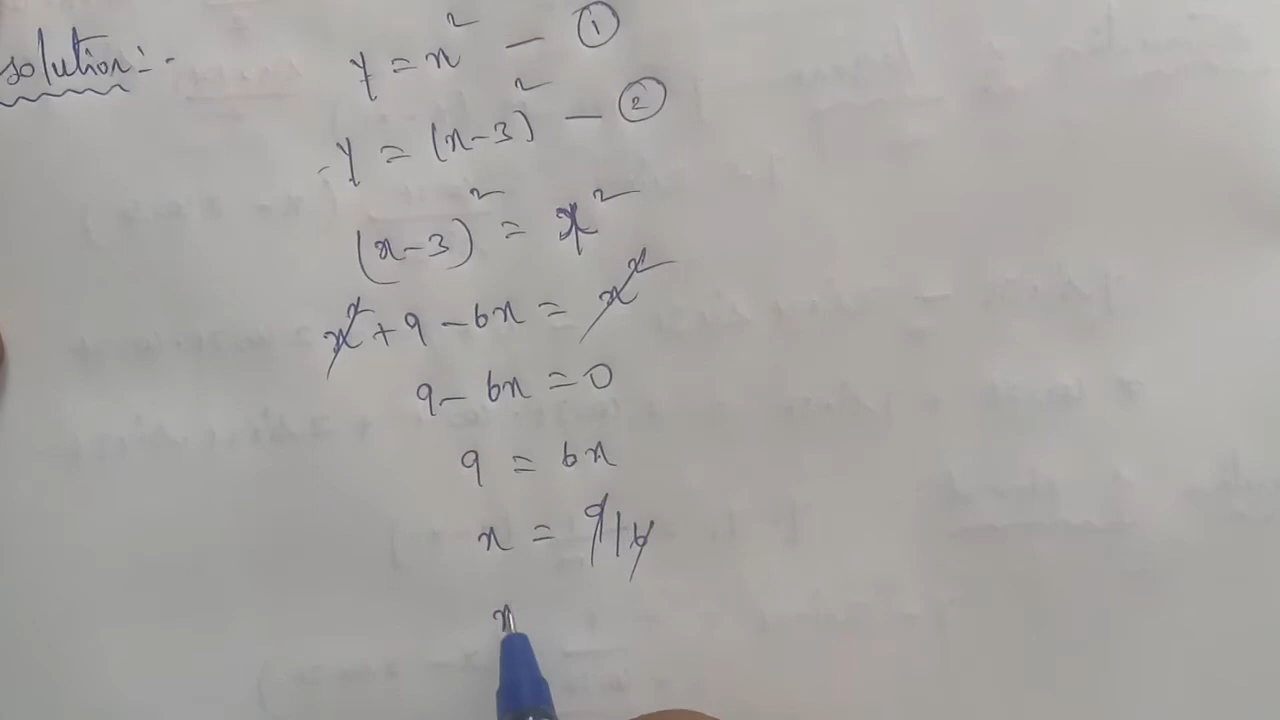 solution:-
y = x² — ①
-y = (x-3)² — ②
(x-3)² = x²
x² + 9 - 6x = x²
9 - 6x = 0
9 = 6x
x = 9/6
x